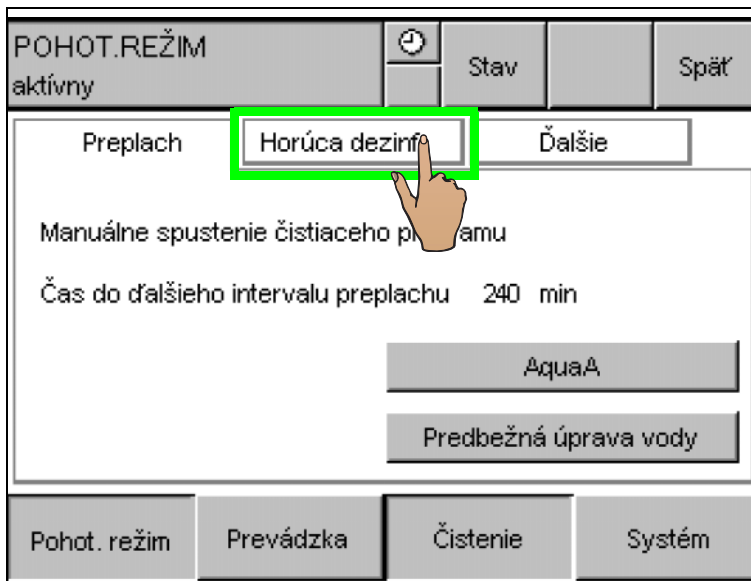 POHOT.REŽIM
aktívny
Stav
Späť
Preplach
Horúca dezinf
Ďalšie
Manuálne spustenie čistiaceho
Čas do ďalšieho intervalu preplachu 240 min
AquaA
Predbežná úprava vody
Pohot. režim
Prevádzka
Čistenie
Systém